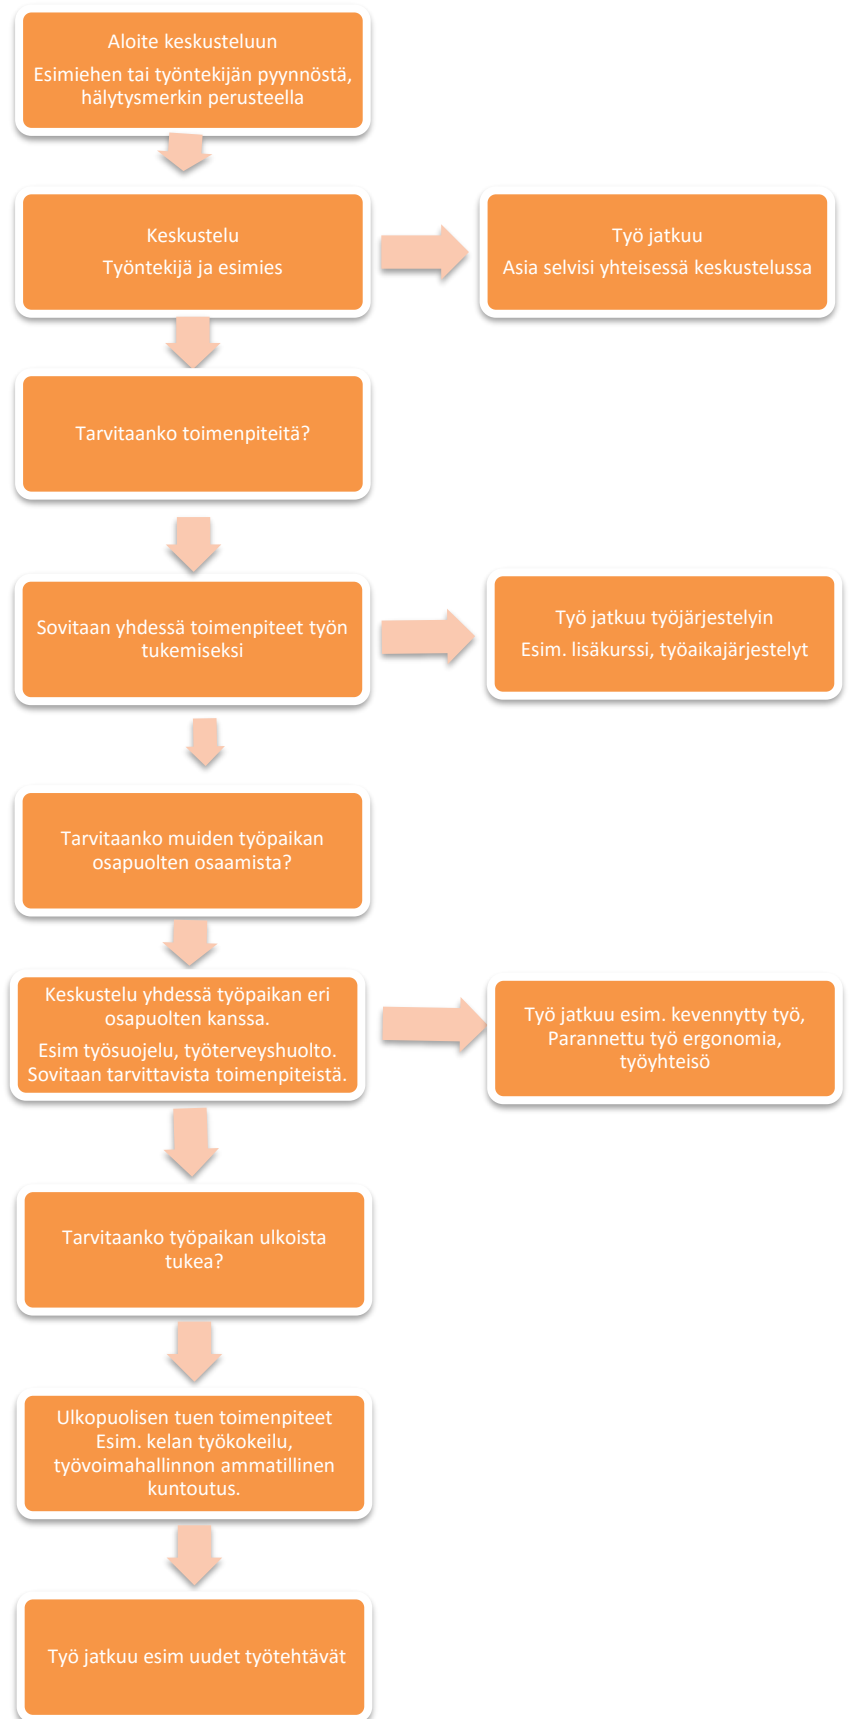 Aloite keskusteluun
Esimiehen tai työntekijän pyynnöstä,
hälytysmerkin perusteella
Keskustelu
Työntekijä ja esimies
Työ jatkuu
Asia selvisi yhteisessä keskustelussa
Tarvitaanko toimenpiteitä?
Sovitaan yhdessä toimenpiteet työn
tukemiseksi
Työ jatkuu työjärjestelyin
Esim. lisäkurssi, työaikajärjestelyt
Tarvitaanko muiden työpaikan
osapuolten osaamista?
Keskustelu yhdessä työpaikan eri
osapuolten kanssa.
Esim työsuojelu, työterveyshuolto.
Sovitaan tarvittavista toimenpiteistä.
Työ jatkuu esim. kevennytty työ,
Parannettu työ ergonomia,
työyhteisö
Tarvitaanko työpaikan ulkoista
tukea?
Ulkopuolisen tuen toimenpiteet
Esim. kelan työkokeilu,
työvoimahallinnon ammatillinen
kuntoutus.
Työ jatkuu esim uudet työtehtävät